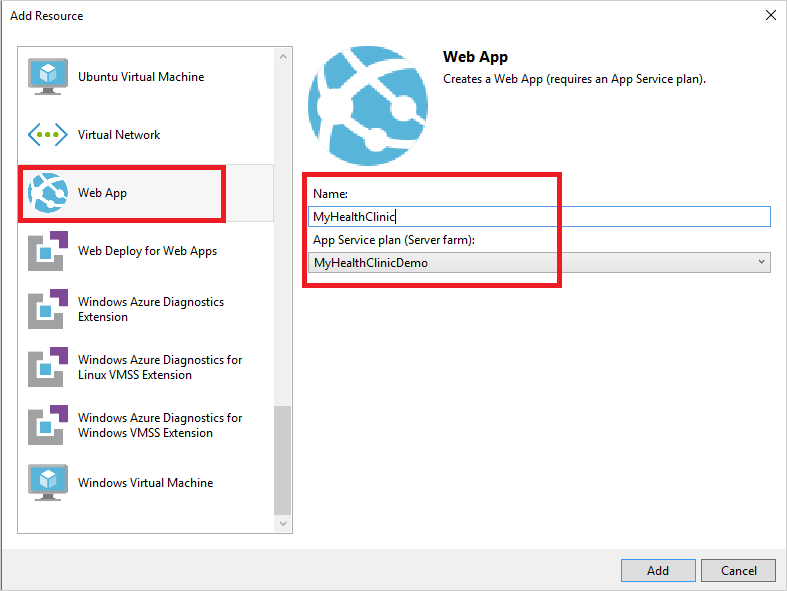 Add Resource
Ubuntu Virtual Machine
Virtual Network
Web App
Web Deploy for Web Apps
Windows Azure Diagnostics
Extension
Windows Azure Diagnostics for
Linux VMSS Extension
Windows Azure Diagnostics for
Windows VMSS Extension
Windows Virtual Machine
Web App
Creates a Web App (requires an App Service plan).
Name:
MyHealthClinic
App Service plan (Server farm):
MyHealthClinicDemo
Add
Cancel